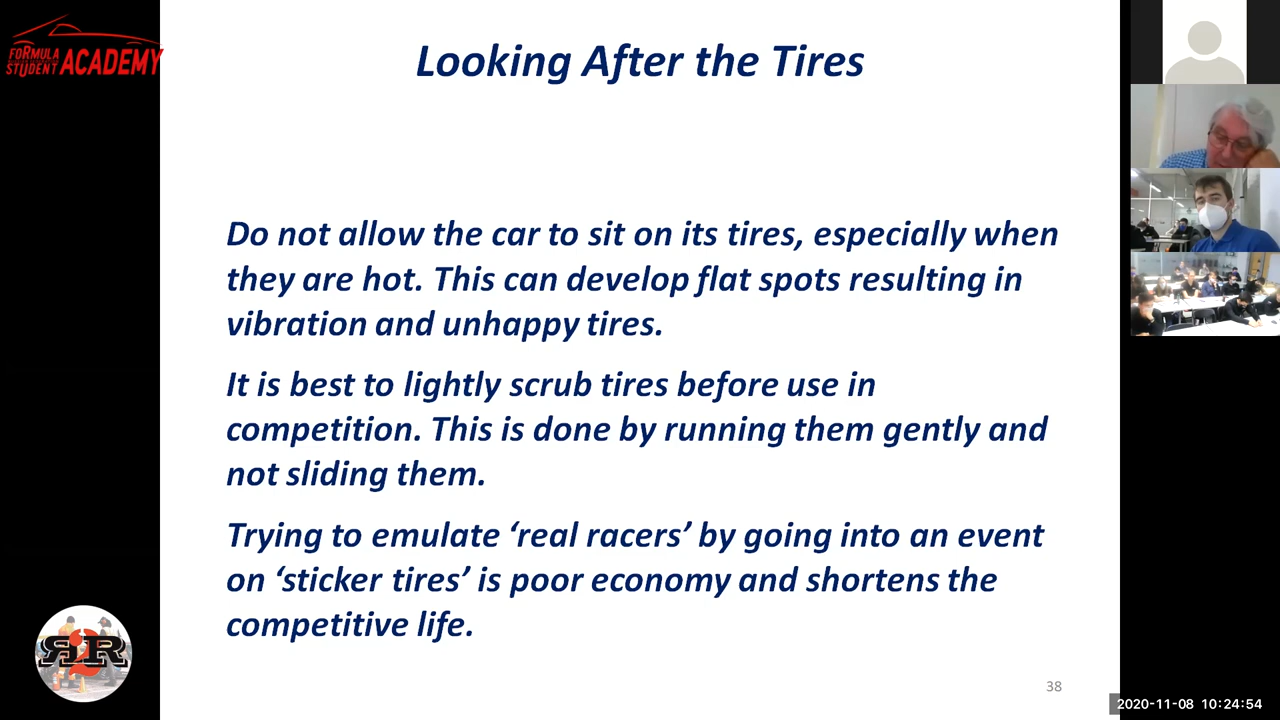 FORMULA
STUDENT ACADEMY
Looking After the Tires
Do not allow the car to sit on its tires, especially when
they are hot. This can develop flat spots resulting in
vibration and unhappy tires.
It is best to lightly scrub tires before use in
competition. This is done by running them gently and
not sliding them.
Trying to emulate ‘real racers’ by going into an event
on ‘sticker tires’ is poor economy and shortens the
competitive life.
R2R
38
2020-11-08 10:24:54